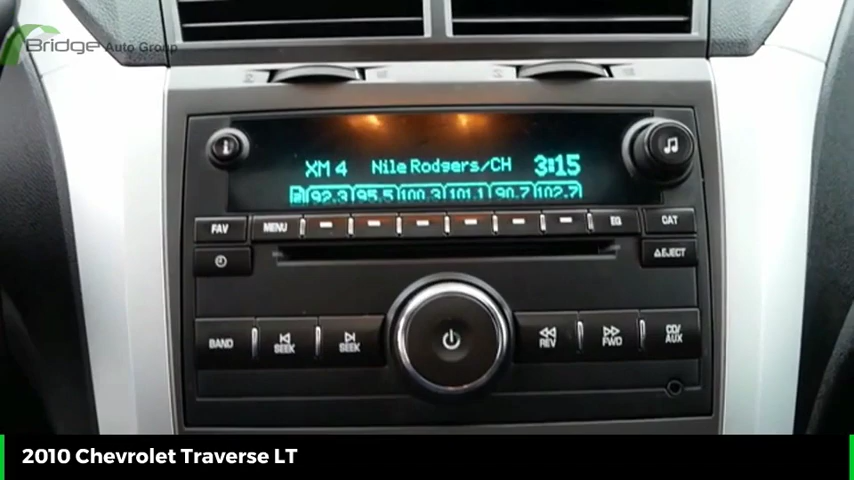 Bridge Auto Group
XM 4 Nile Rodgers/CH 3:15
92.3 95.5 100.3 101.1 90.7 102.7
FAV MENU EQ CAT
EJECT
BAND SEEK SEEK REV FWD CD/AUX
2010 Chevrolet Traverse LT